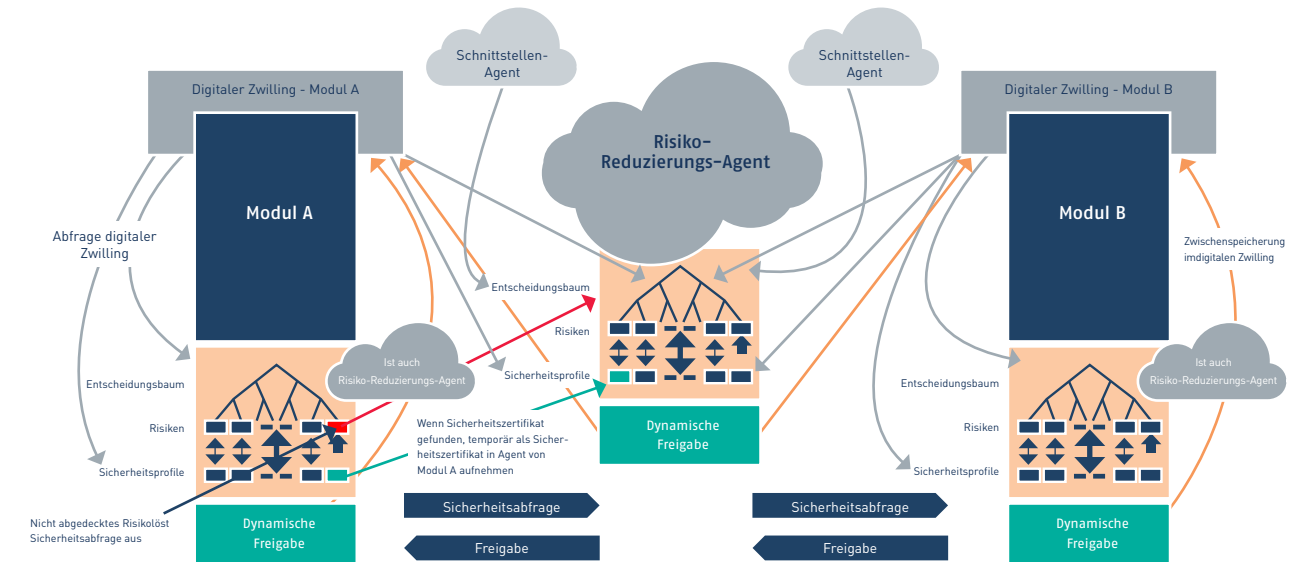 Schnittstellen-
Agent
Schnittstellen-
Agent
Digitaler Zwilling - Modul A
Digitaler Zwilling - Modul B
Risiko-
Reduzierungs-Agent
Modul A
Modul B
Abfrage digitaler
Zwilling
Zwischenspeicherung
imdigitalen Zwilling
Entscheidungsbaum
Risiken
Sicherheitsprofile
Ist auch
Risiko-Reduzierungs-Agent
Ist auch
Risiko-Reduzierungs-Agent
Entscheidungsbaum
Risiken
Sicherheitsprofile
Entscheidungsbaum
Risiken
Sicherheitsprofile
Wenn Sicherheitszertifikat
gefunden, temporär als Sicher-
heitszertifikat in Agent von
Modul A aufnehmen
Dynamische
Freigabe
Nicht abgedecktes Risikolöst
Sicherheitsabfrage aus
Dynamische
Freigabe
Sicherheitsabfrage
Freigabe
Sicherheitsabfrage
Freigabe
Dynamische
Freigabe